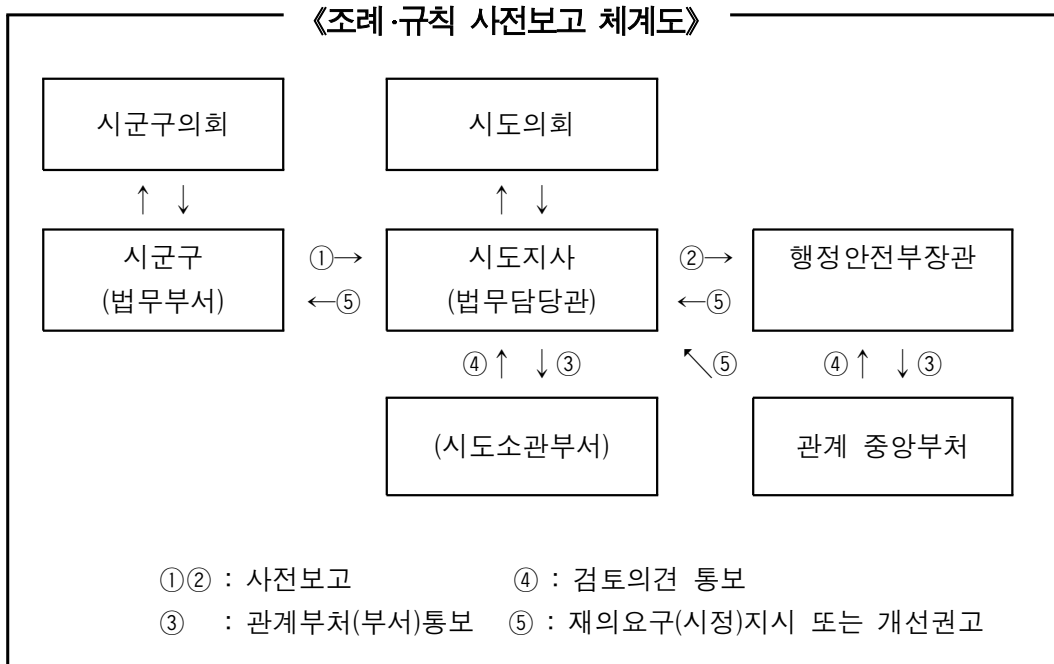 《조례·규칙 사전보고 체계도》
시군구의회 시도의회
↑ ↓ ↑ ↓
시군구 ①→ 시도지사 ②→ 행정안전부장관
(법무부서) ←⑤ (법무담당관) ←⑤
④↑ ↓③ ↖⑤ ④↑ ↓③
(시도소관부서) 관계 중앙부처
①② : 사전보고 ④ : 검토의견 통보
③ : 관계부처(부서)통보 ⑤ : 재의요구(시정)지시 또는 개선권고